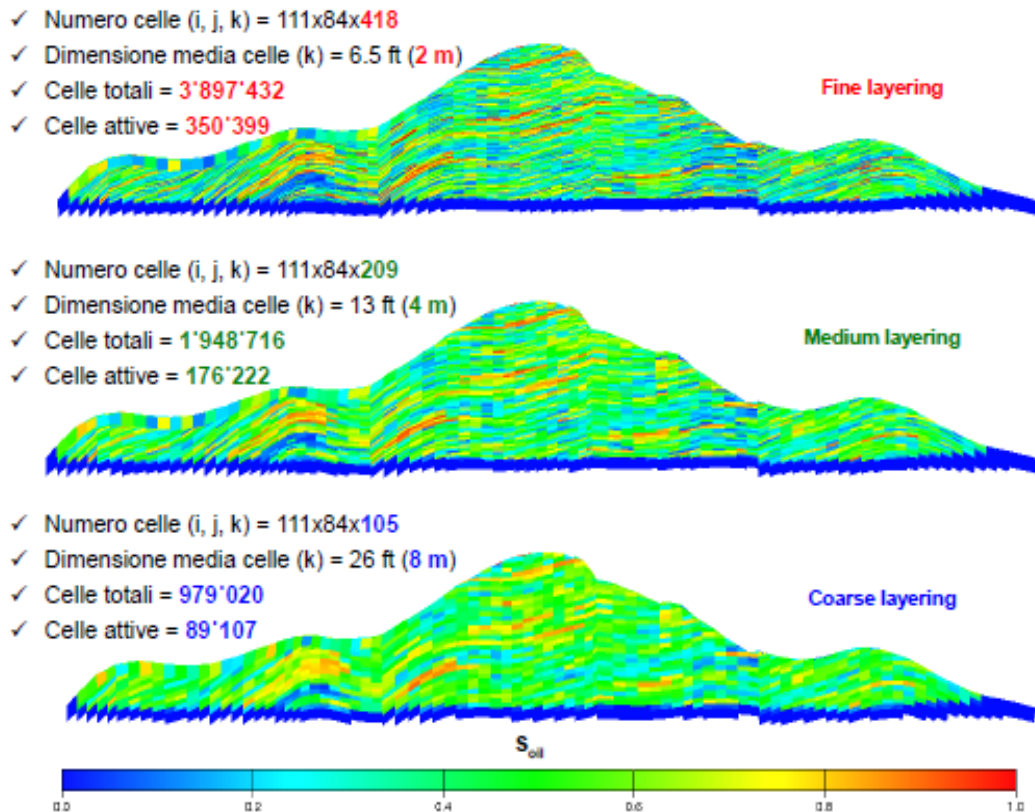 ✓ Numero celle (i, j, k) = 111x84x418
✓ Dimensione media celle (k) = 6.5 ft (2 m)
✓ Celle totali = 3'897'432
✓ Celle attive = 350'399
Fine layering
✓ Numero celle (i, j, k) = 111x84x209
✓ Dimensione media celle (k) = 13 ft (4 m)
✓ Celle totali = 1'948'716
✓ Celle attive = 176'222
Medium layering
✓ Numero celle (i, j, k) = 111x84x105
✓ Dimensione media celle (k) = 26 ft (8 m)
✓ Celle totali = 979'020
✓ Celle attive = 89'107
Coarse layering
S_oil
0.0 0.2 0.4 0.6 0.8 1.0